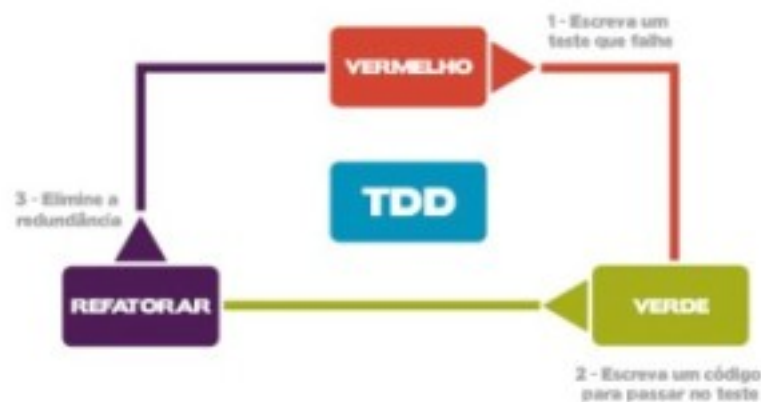 1 - Escreva um
teste que falhe
VERMELHO
TDD
3 - Elimine a
redundância
REFATORAR
VERDE
2 - Escreva um código
para passar no teste